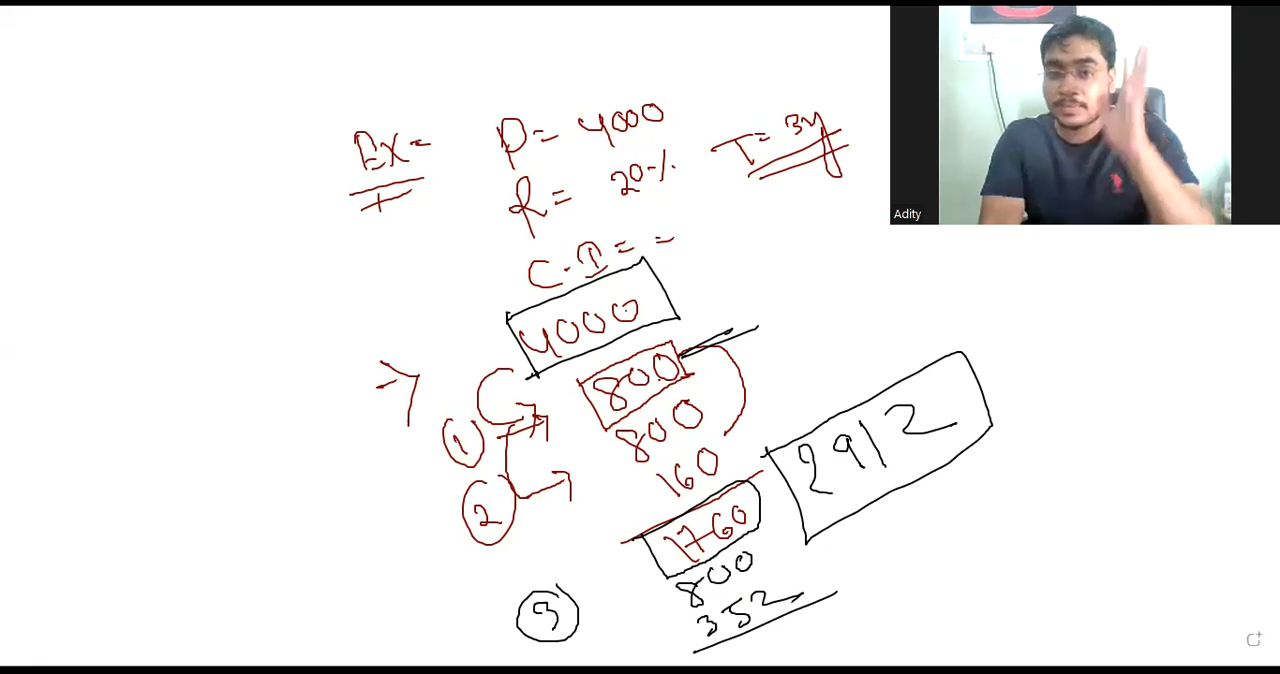 Ex= P= 4000 T= 3y
R= 20%
C.I = =
4000
800
① 800
160
② 1760
800
③ 352
2912
Adity